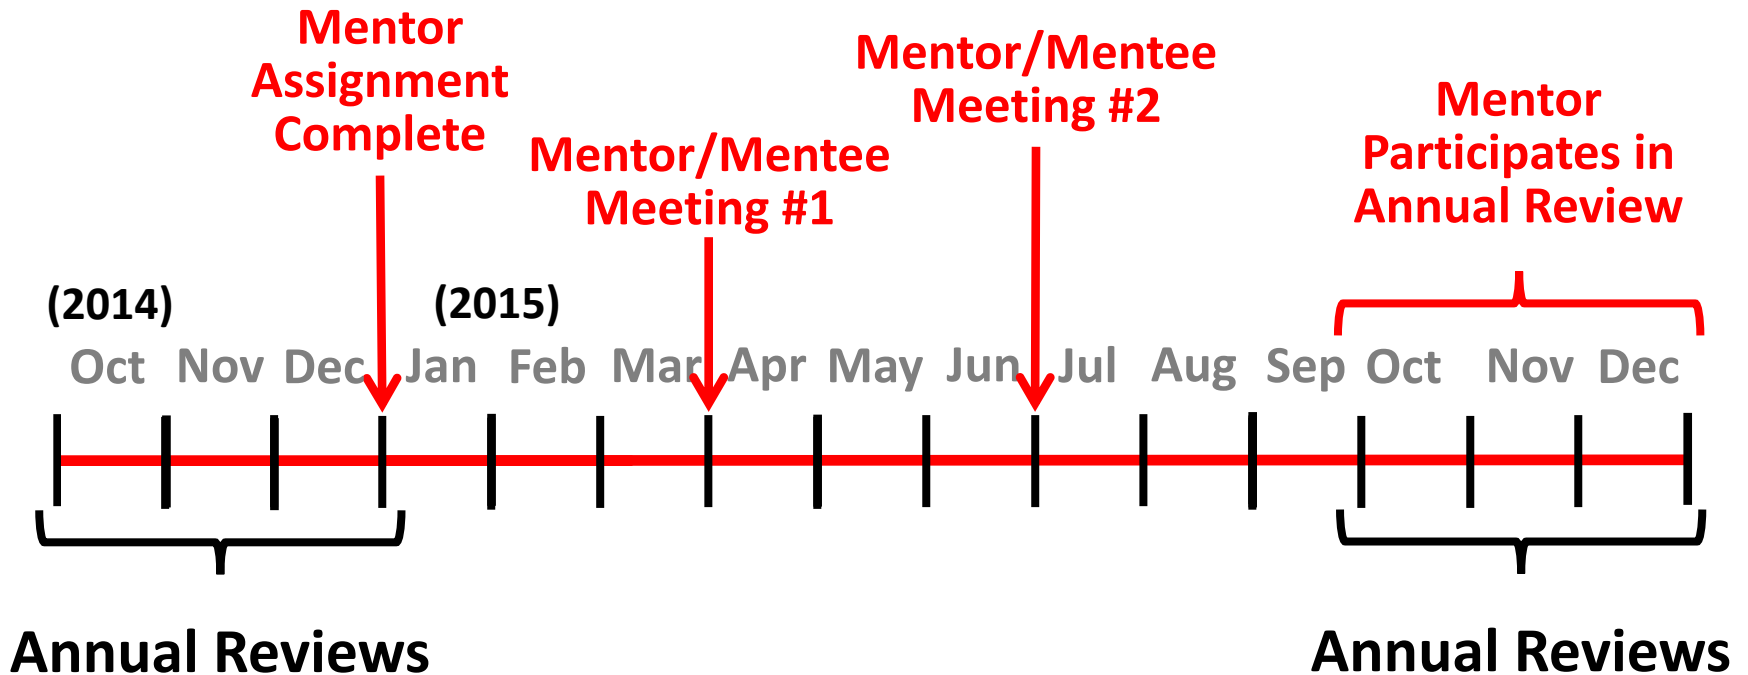 Mentor
Assignment
Complete
Mentor/Mentee
Meeting #1
Mentor/Mentee
Meeting #2
Mentor
Participates in
Annual Review
(2014)
(2015)
Oct Nov Dec Jan Feb Mar Apr May Jun Jul Aug Sep Oct Nov Dec
Annual Reviews
Annual Reviews